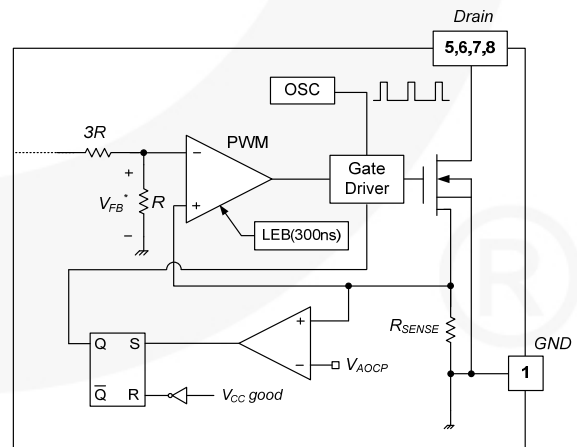 Drain
5,6,7,8
OSC
3R
PWM
−
+
Gate
Driver
+
V_FB*
−
R
LEB(300ns)
+
−
R_SENSE
V_AOCP
GND
1
Q
S
Q̅
R
V_CC good
®